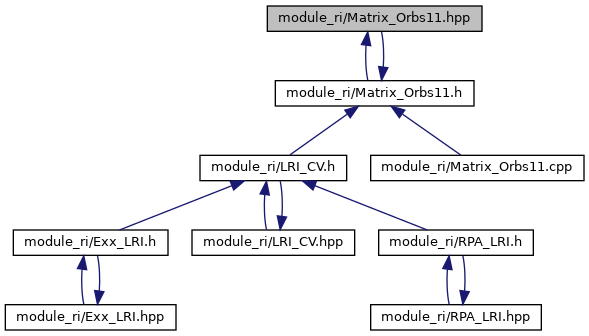 module_ri/Matrix_Orbs11.hpp
module_ri/Matrix_Orbs11.h
module_ri/LRI_CV.h
module_ri/Matrix_Orbs11.cpp
module_ri/Exx_LRI.h
module_ri/LRI_CV.hpp
module_ri/RPA_LRI.h
module_ri/Exx_LRI.hpp
module_ri/RPA_LRI.hpp